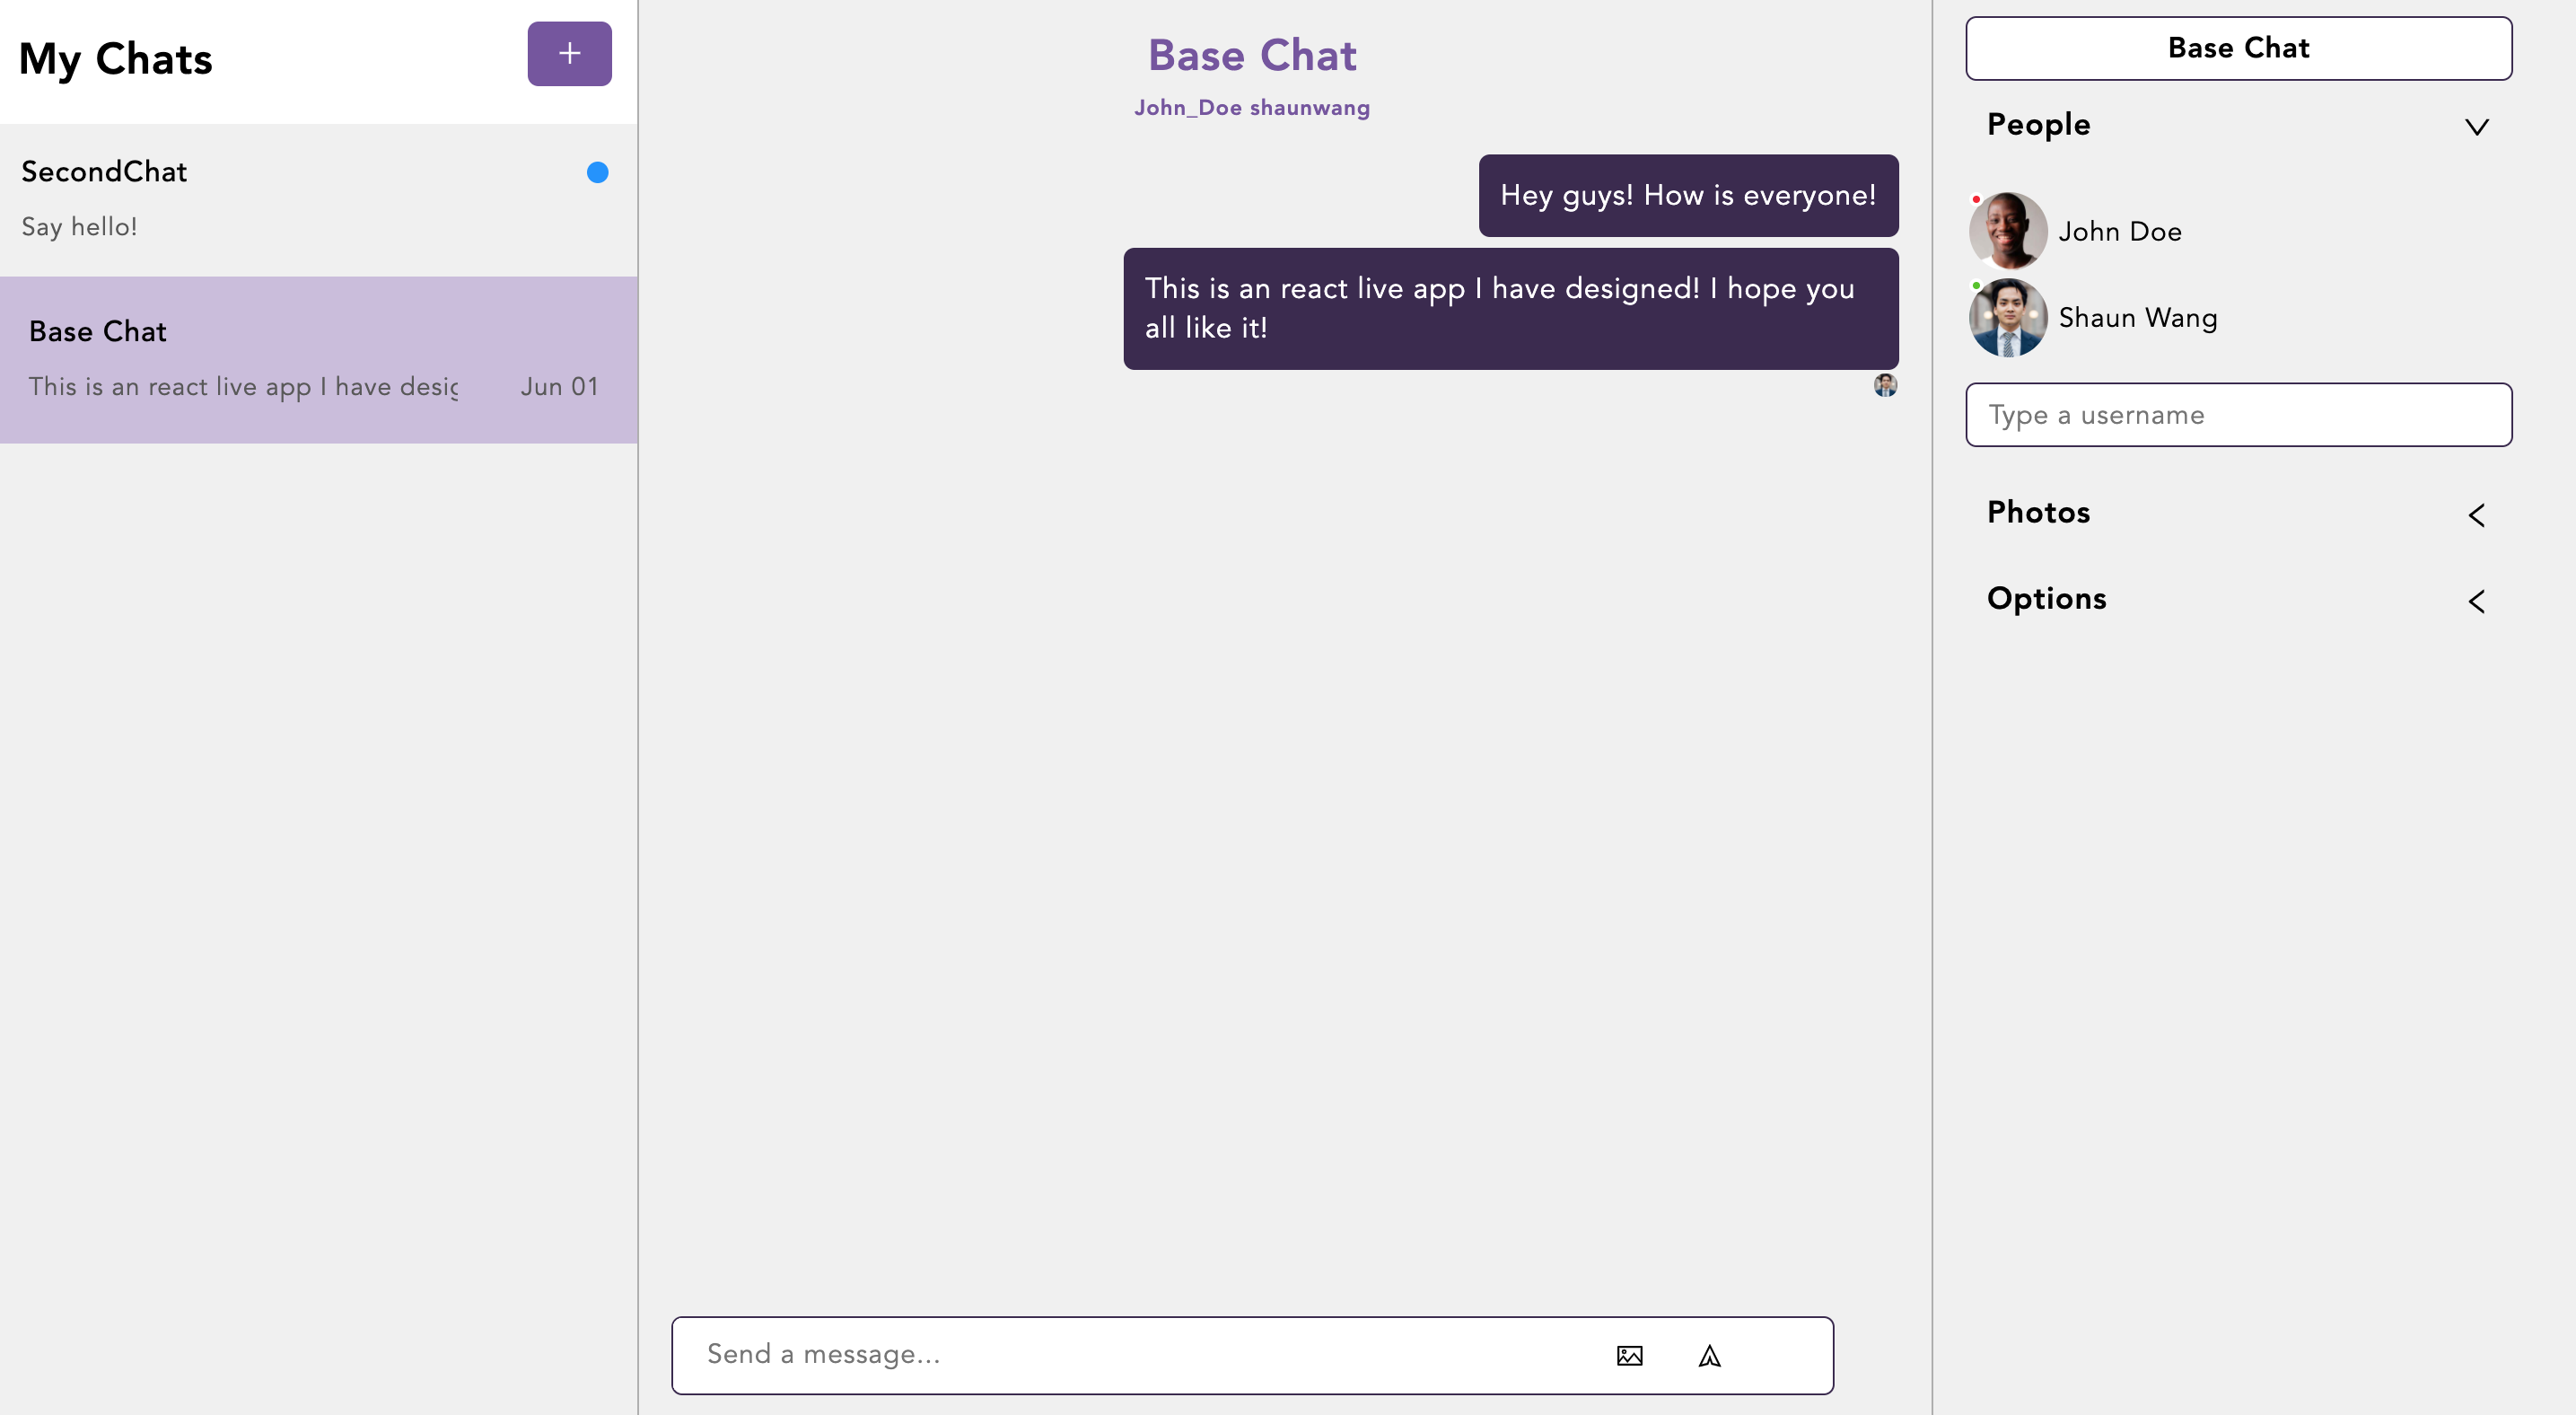 My Chats
+
SecondChat
Say hello!
Base Chat
This is an react live app I have desig
Jun 01
Base Chat
John_Doe shaunwang
Hey guys! How is everyone!
This is an react live app I have designed! I hope you
all like it!
Send a message...
Base Chat
People
John Doe
Shaun Wang
Type a username
Photos
Options